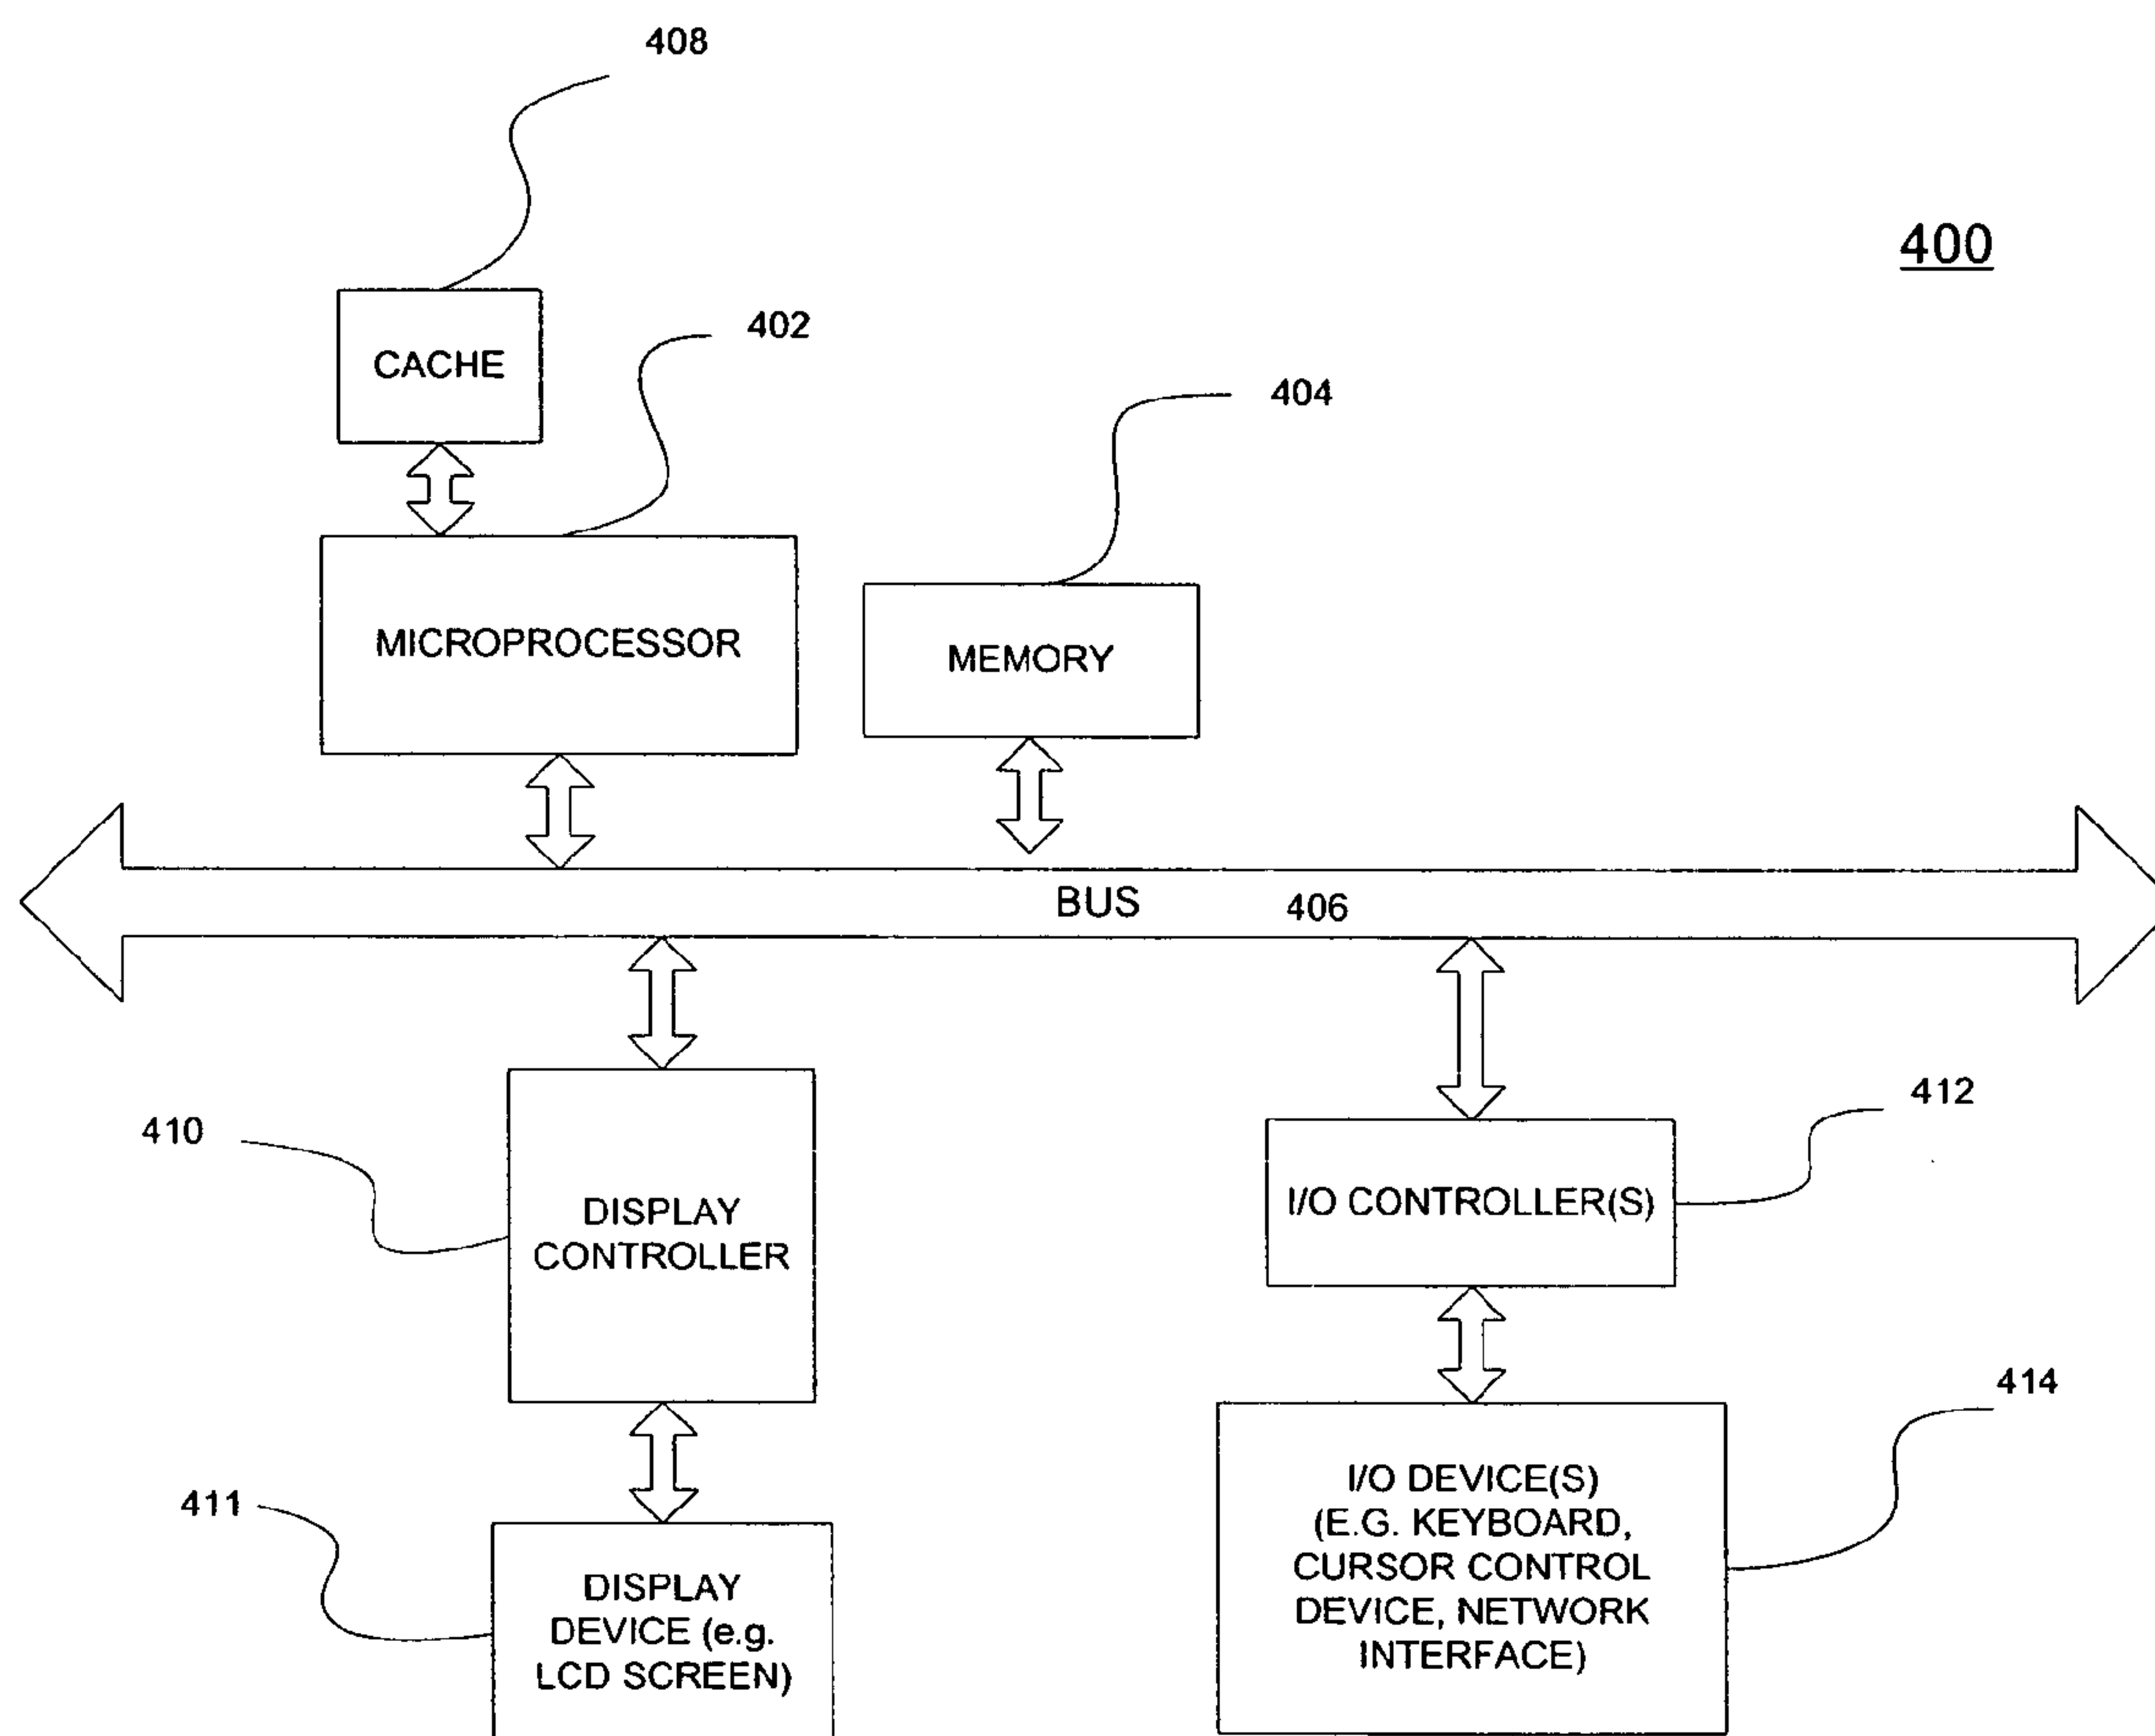 408
400
402
CACHE
404
MICROPROCESSOR
MEMORY
BUS
406
412
410
I/O CONTROLLER(S)
DISPLAY
CONTROLLER
414
411
I/O DEVICE(S)
(E.G. KEYBOARD,
CURSOR CONTROL
DEVICE, NETWORK
INTERFACE)
DISPLAY
DEVICE (e.g.
LCD SCREEN)